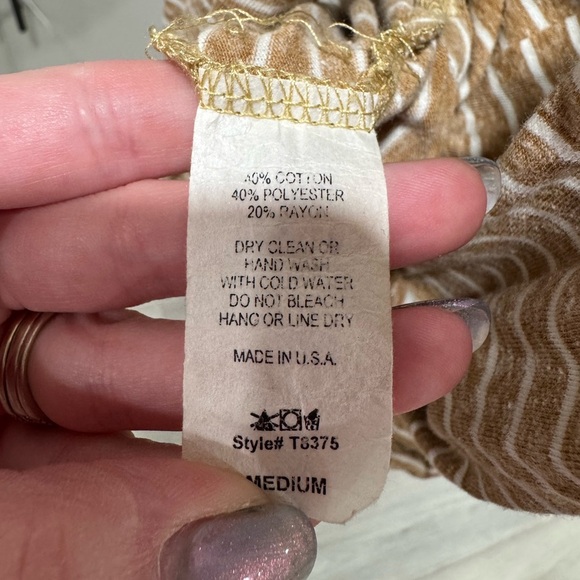 40% COTTON
40% POLYESTER
20% RAYON
DRY CLEAN OR
HAND WASH
WITH COLD WATER
DO NOT BLEACH
HANG OR LINE DRY
MADE IN U.S.A.
Style# T8375
MEDIUM